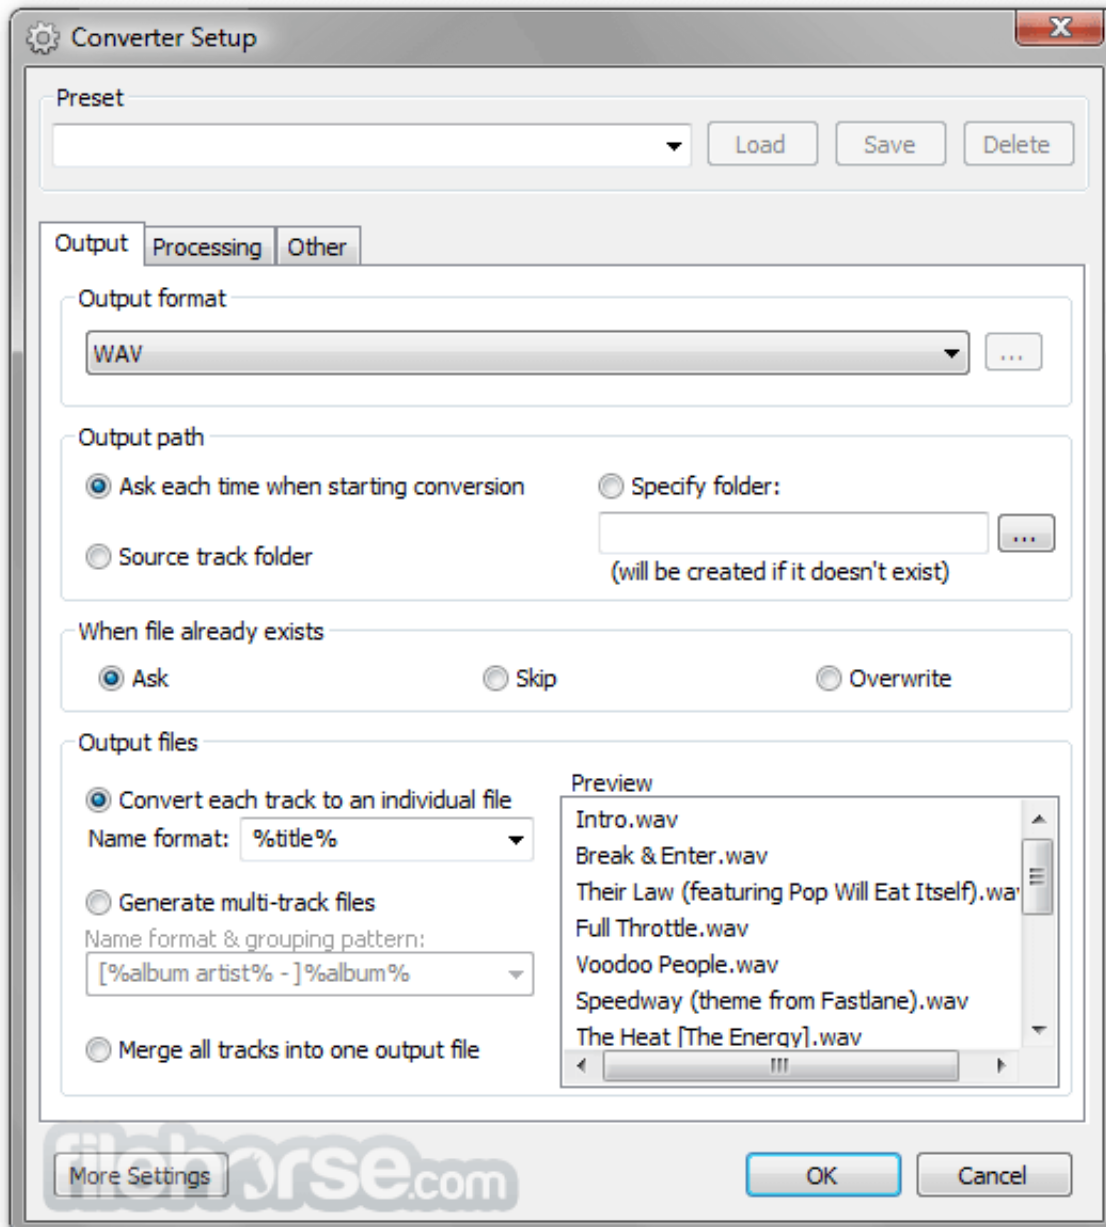 Converter Setup
Preset
Load Save Delete
Output Processing Other
Output format
WAV ...
Output path
Ask each time when starting conversion Specify folder:
...
Source track folder
(will be created if it doesn't exist)
When file already exists
Ask Skip Overwrite
Output files
Convert each track to an individual file
Name format: %title%
Generate multi-track files
Name format & grouping pattern:
[%album artist% - ]%album%
Merge all tracks into one output file
Preview
Intro.wav
Break & Enter.wav
Their Law (featuring Pop Will Eat Itself).wav
Full Throttle.wav
Voodoo People.wav
Speedway (theme from Fastlane).wav
The Heat [The Energy].wav
filehorse.com
More Settings OK Cancel